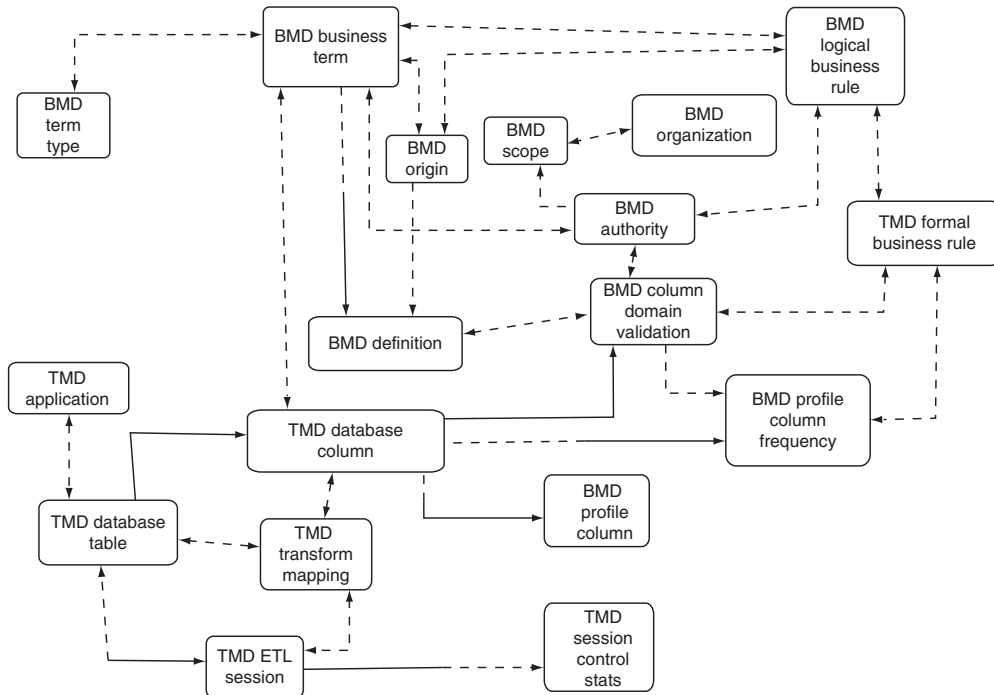 BMD business
term
BMD
logical
business
rule
BMD
term
type
BMD
origin
BMD
scope
BMD
organization
BMD
authority
TMD formal
business rule
BMD column
domain
validation
BMD definition
TMD
application
BMD profile
column
frequency
TMD database
column
BMD
profile
column
TMD database
table
TMD
transform
mapping
TMD ETL
session
TMD
session
control
stats